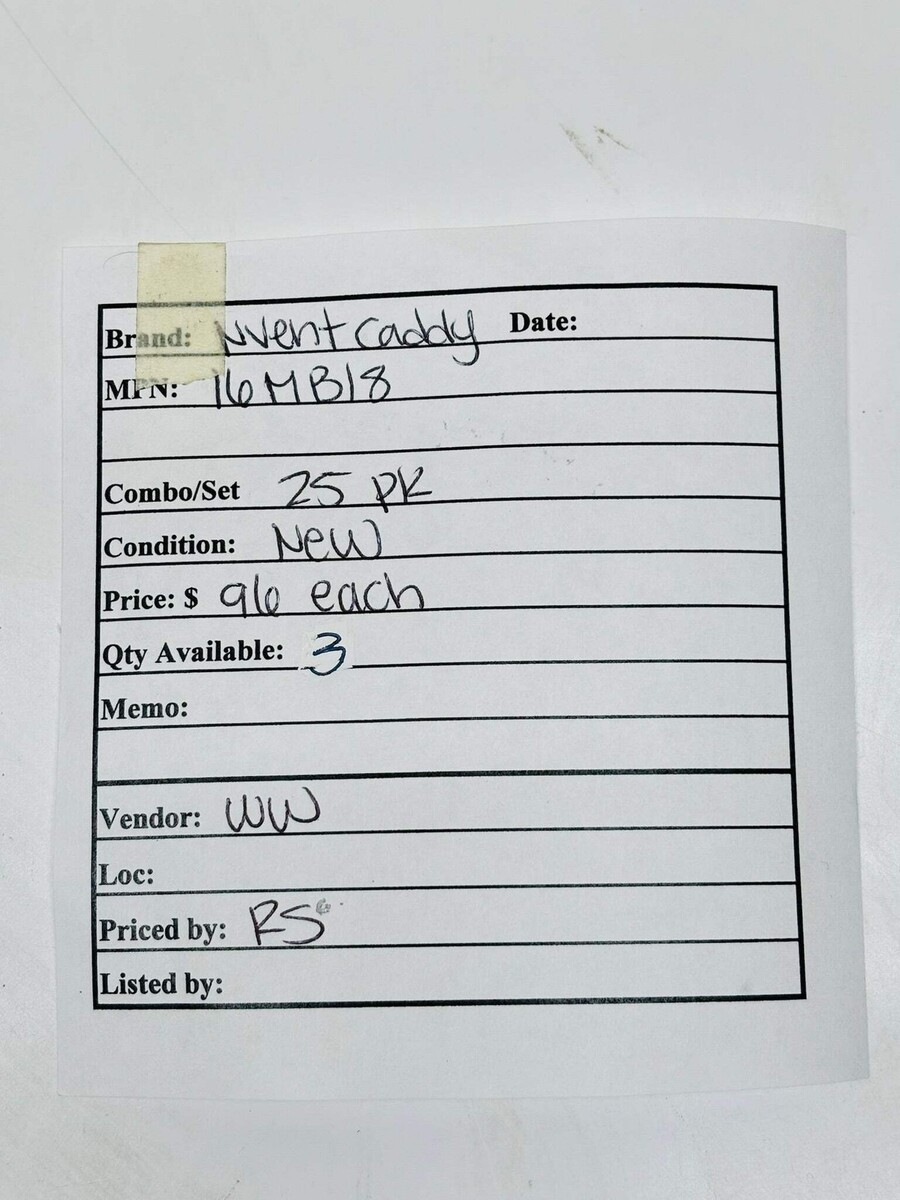 Brand: Nvent caddy Date:
MPN: 16MB18
Combo/Set 25 PK
Condition: New
Price: $ 96 each
Qty Available: 3
Memo:
Vendor: WW
Loc:
Priced by: RS
Listed by: